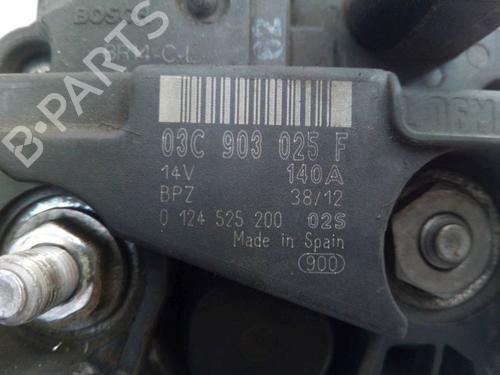 BOSCH
03C 903 025 F
14V 140A
BPZ 38/12
0 124 525 200 02S
Made in Spain
900
B-Parts